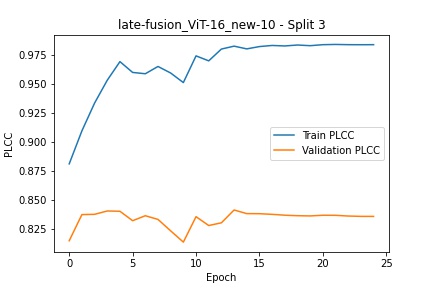 late-fusion_ViT-16_new-10 - Split 3
PLCC
0.975
0.950
0.925
0.900
0.875
0.850
0.825
Train PLCC
Validation PLCC
0 5 10 15 20 25
Epoch